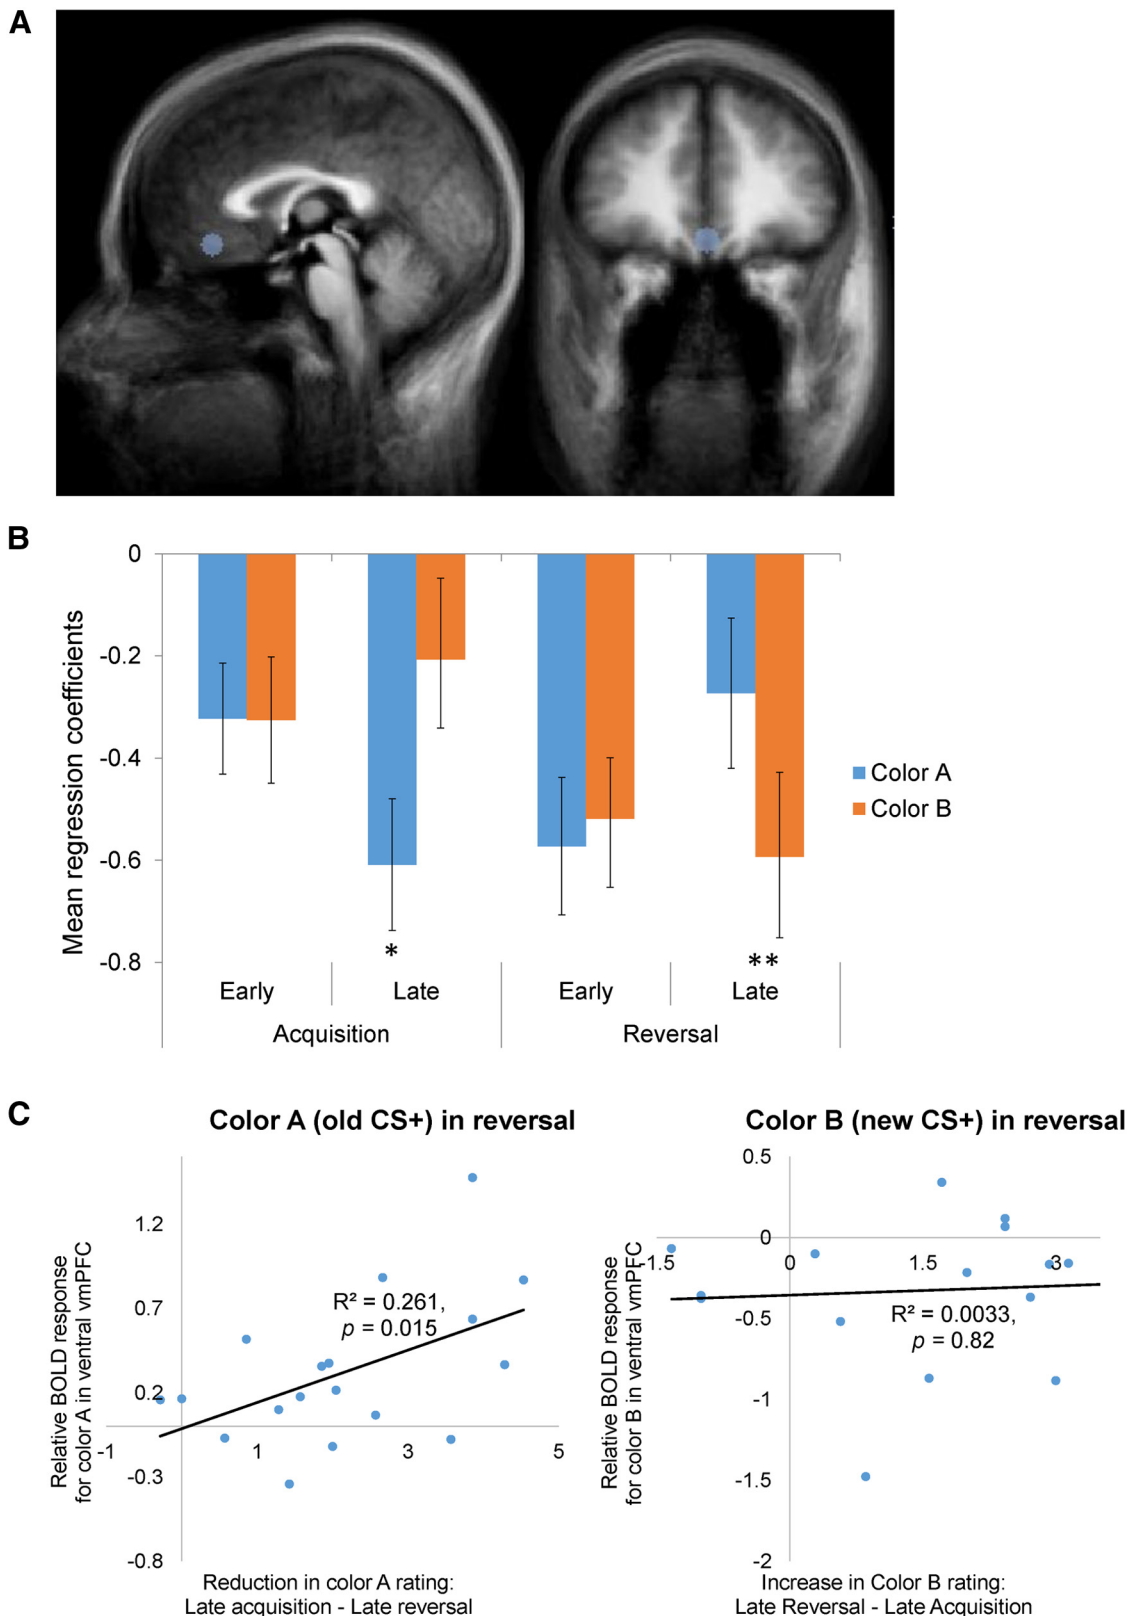 A
B
0
-0.2
-0.4
-0.6
-0.8
Mean regression coefficients
*
**
Color A
Color B
Early
Late
Early
Late
Acquisition
Reversal
C
Color A (old CS+) in reversal
1.2
0.7
0.2
-0.3
-0.8
-1
1
3
5
R² = 0.261,
p = 0.015
Relative BOLD response
for color A in ventral vmPFC
Reduction in color A rating:
Late acquisition - Late reversal
Color B (new CS+) in reversal
0.5
0
-0.5
-1
-1.5
-2
-1.5
0
1.5
3
R² = 0.0033,
p = 0.82
Relative BOLD response
for color B in ventral vmPFC
Increase in Color B rating:
Late Reversal - Late Acquisition